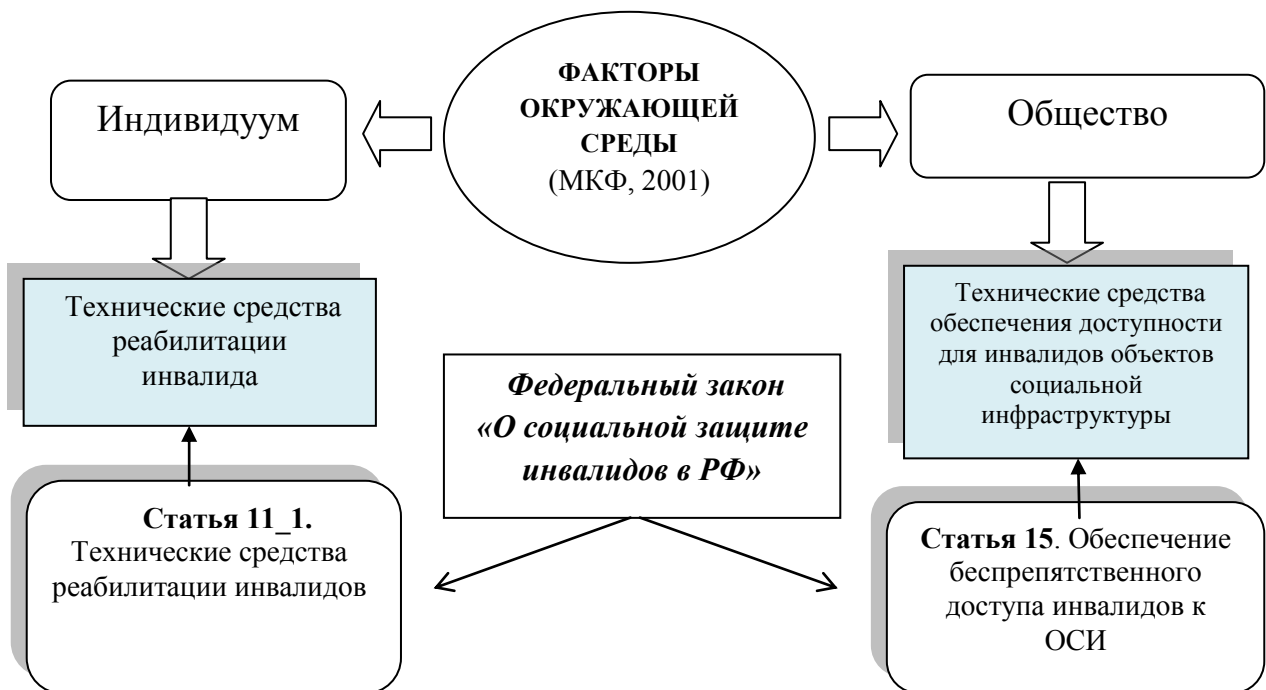 ФАКТОРЫ
ОКРУЖАЮЩЕЙ
СРЕДЫ
(МКФ, 2001)
Индивидуум
Общество
Технические средства
реабилитации
инвалида
Технические средства
обеспечения доступности
для инвалидов объектов
социальной
инфраструктуры
Федеральный закон
«О социальной защите
инвалидов в РФ»
Статья 11_1.
Технические средства
реабилитации инвалидов
Статья 15. Обеспечение
беспрепятственного
доступа инвалидов к
ОСИ